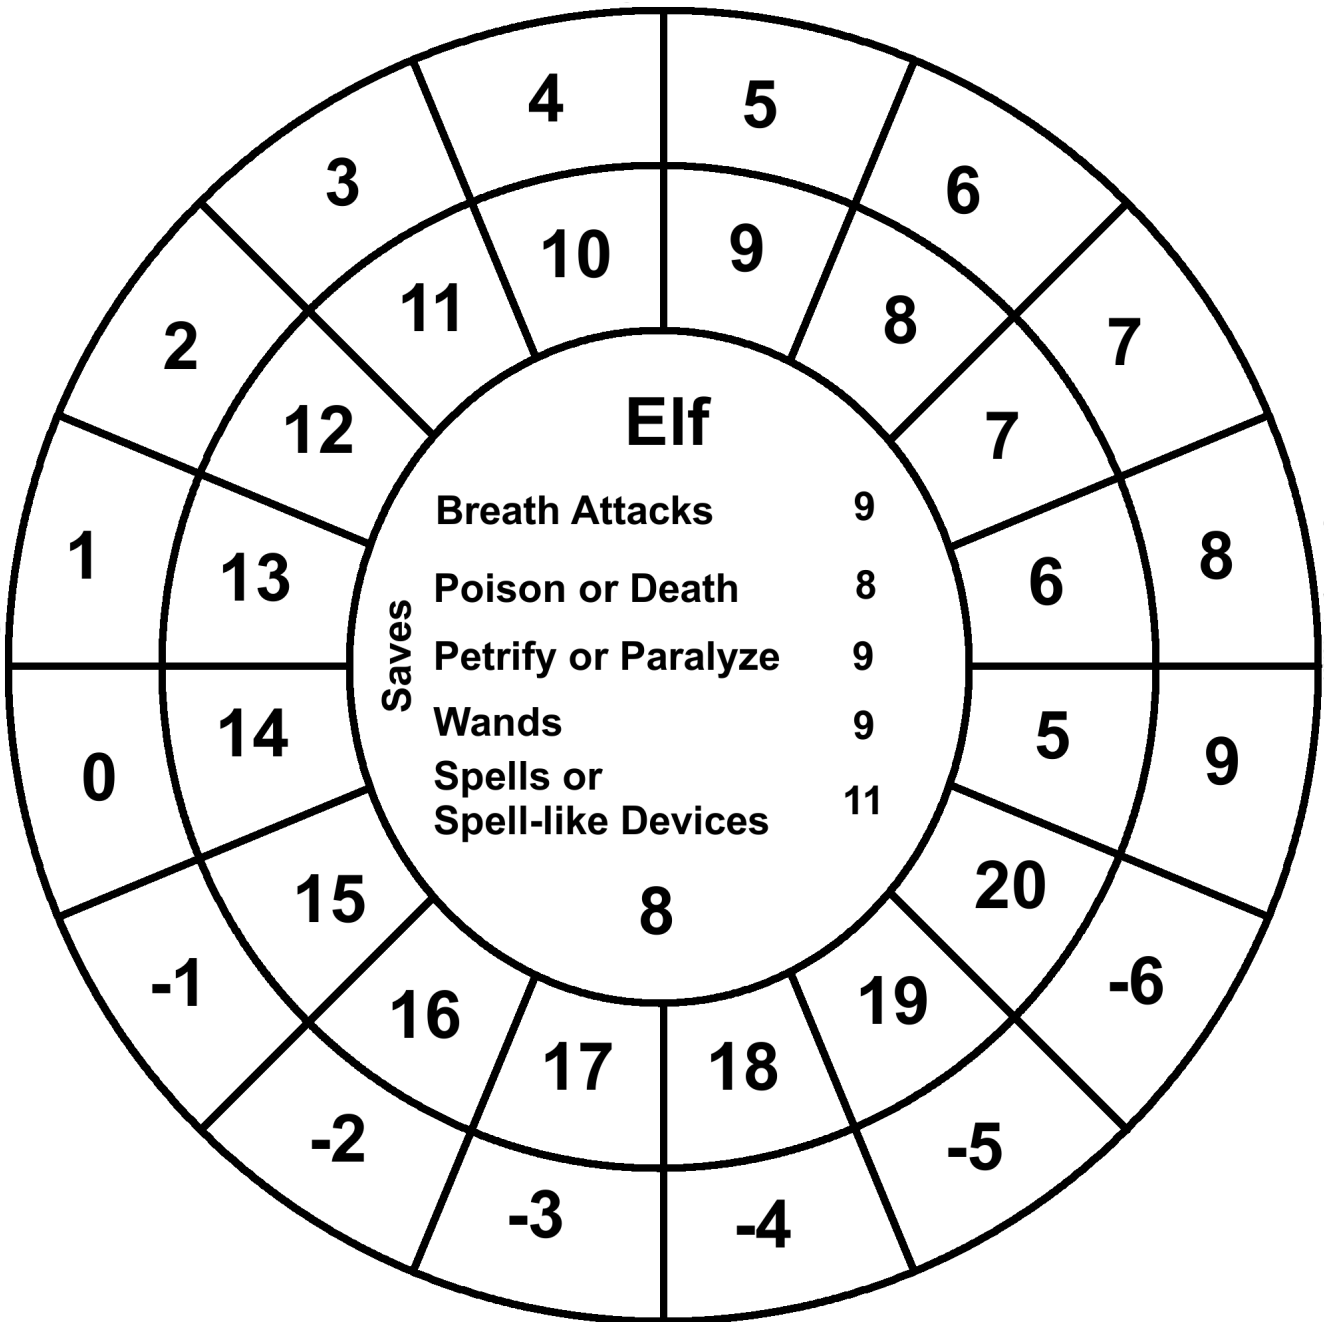 4 5
3 6
2 7
1 8
0 9
-1 -6
-2 -5
-3 -4
10 9
11 8
12 7
13 6
14 5
15 20
16 19
17 18
Elf
Saves
Breath Attacks 9
Poison or Death 8
Petrify or Paralyze 9
Wands 9
Spells or
Spell-like Devices 11
8